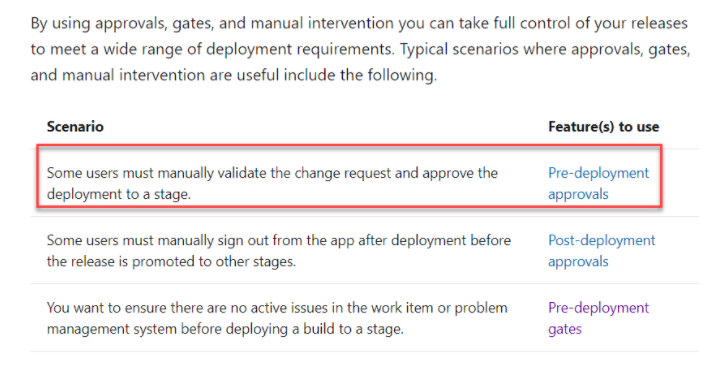 By using approvals, gates, and manual intervention you can take full control of your releases
to meet a wide range of deployment requirements. Typical scenarios where approvals, gates,
and manual intervention are useful include the following.
Scenario
Feature(s) to use
Some users must manually validate the change request and approve the
deployment to a stage.
Pre-deployment
approvals
Some users must manually sign out from the app after deployment before
the release is promoted to other stages.
Post-deployment
approvals
You want to ensure there are no active issues in the work item or problem
management system before deploying a build to a stage.
Pre-deployment
gates